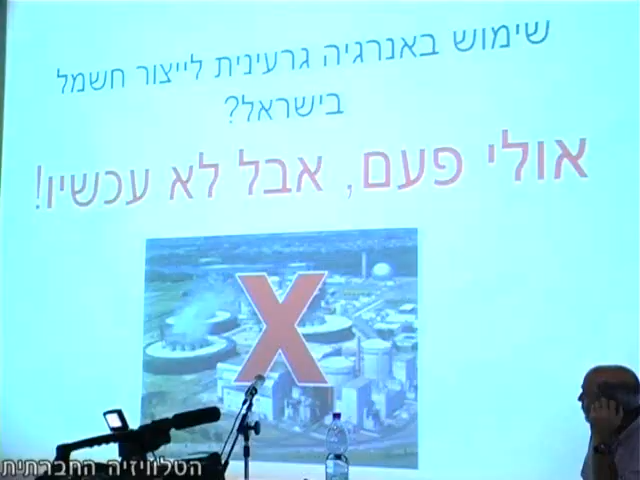 שימוש באנרגיה גרעינית לייצור חשמל
בישראל?
אולי פעם, אבל לא עכשיו!
X
הטלוויזיה החברתית